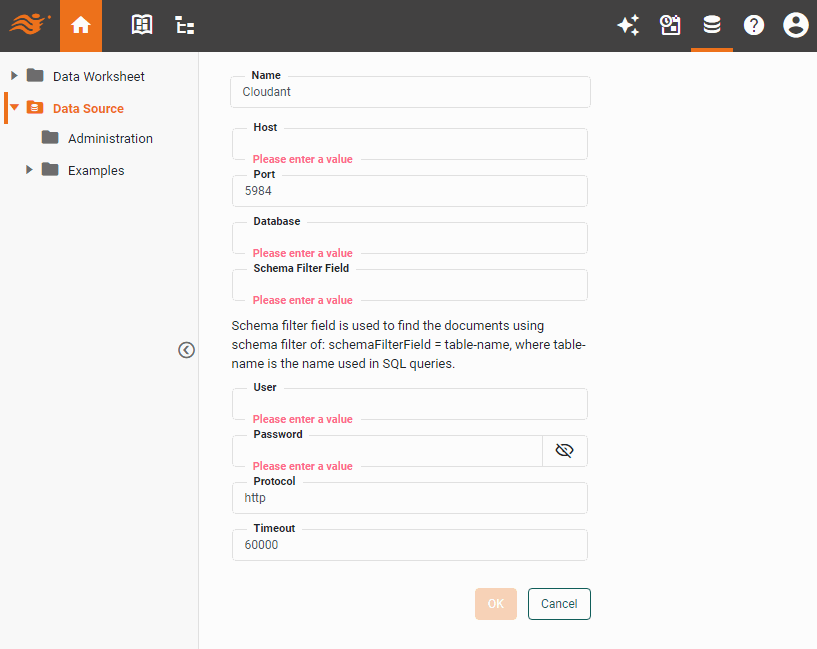 Data Worksheet
Data Source
Administration
Examples
Name
Cloudant
Host
Please enter a value
Port
5984
Database
Please enter a value
Schema Filter Field
Please enter a value
Schema filter field is used to find the documents using
schema filter of: schemaFilterField = table-name, where table-
name is the name used in SQL queries.
User
Please enter a value
Password
Please enter a value
Protocol
http
Timeout
60000
OK
Cancel